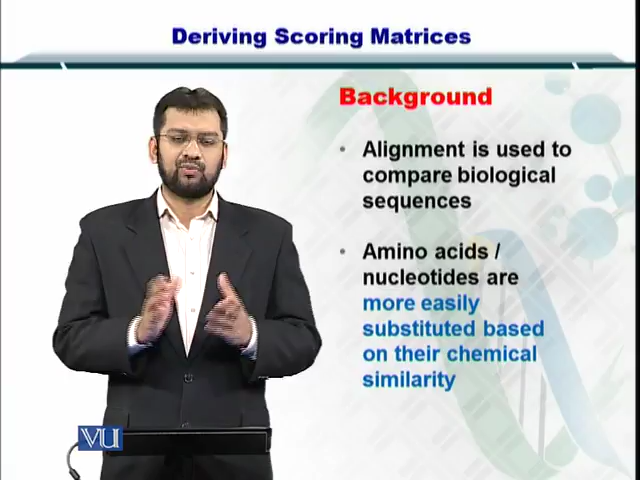 Deriving Scoring Matrices
Background
• Alignment is used to
compare biological
sequences
• Amino acids /
nucleotides are
more easily
substituted based
on their chemical
similarity
VU